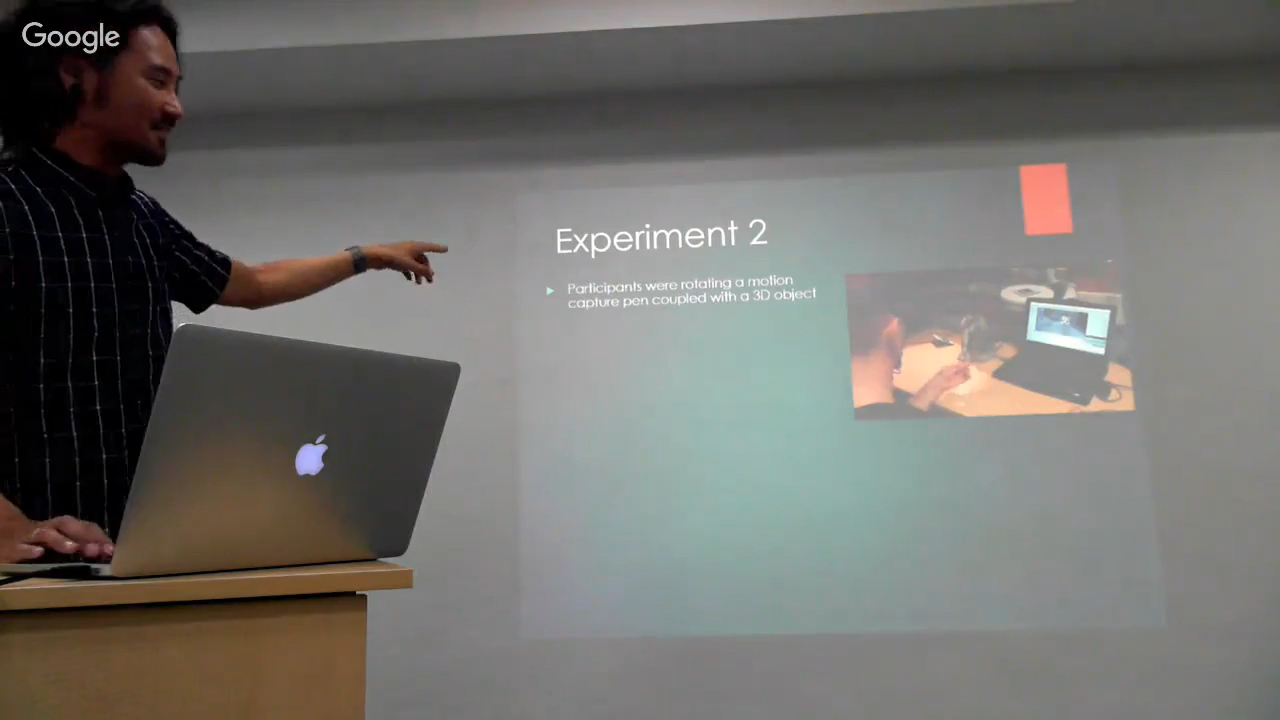 Google
Experiment 2
Participants were rotating a motion
capture pen coupled with a 3D object